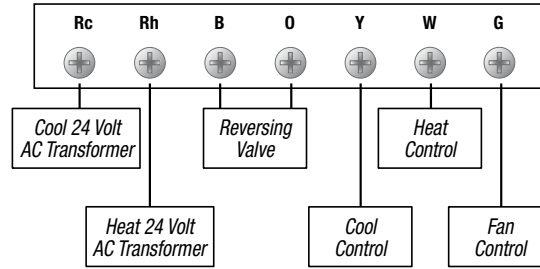 Rc Rh B O Y W G
Cool 24 Volt
AC Transformer
Reversing
Valve
Heat
Control
Heat 24 Volt
AC Transformer
Cool
Control
Fan
Control